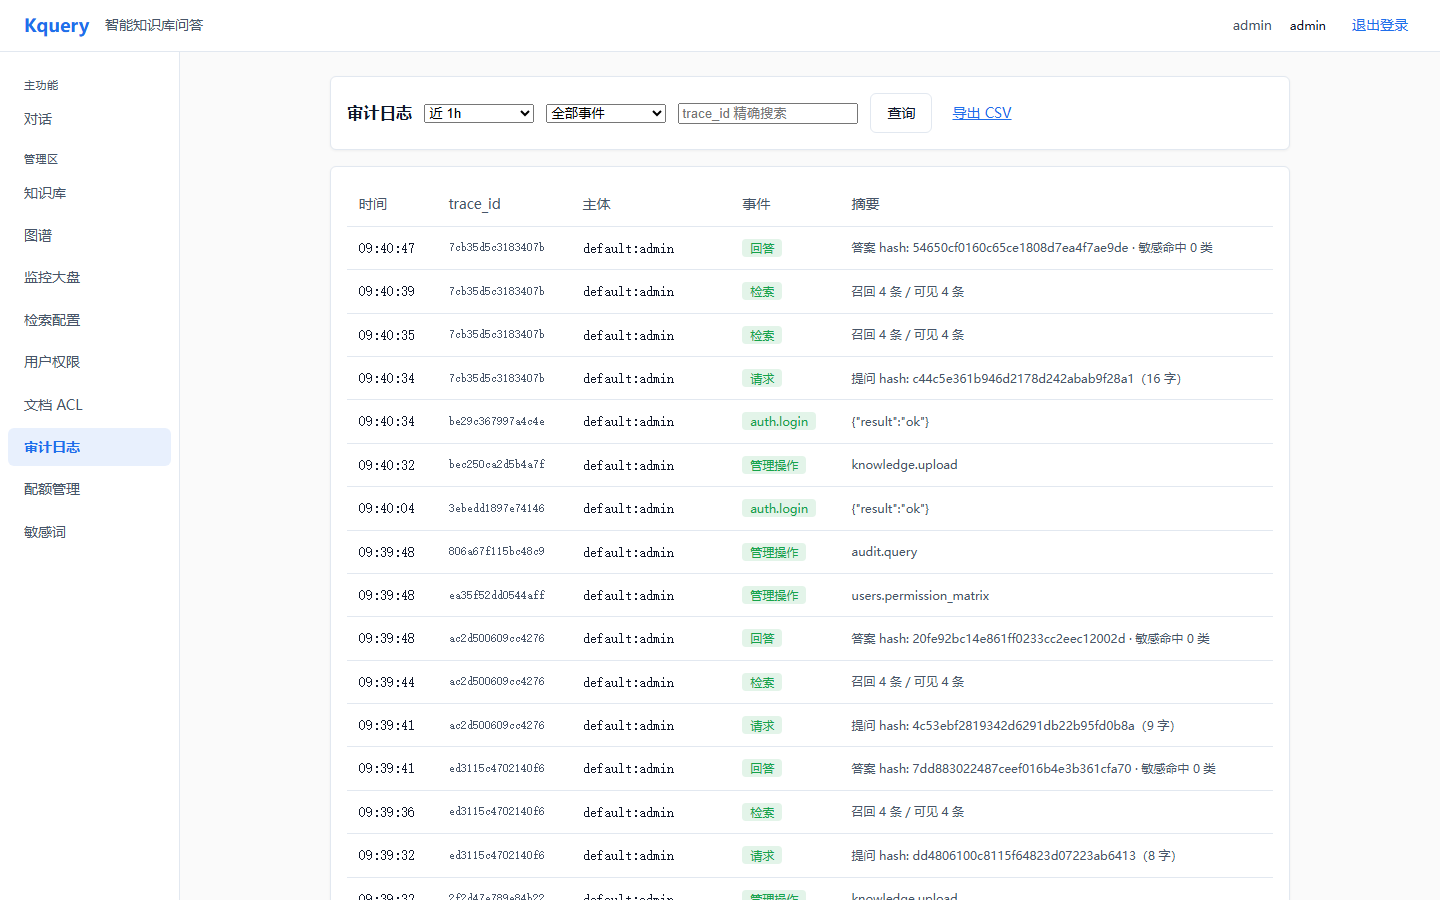 Kquery 智能知识库问答 admin admin 退出登录
主功能
对话
管理区
知识库
图谱
监控大盘
检索配置
用户权限
文档 ACL
审计日志
配额管理
敏感词
审计日志 近 1h 全部事件 trace_id 精确搜索 查询 导出 CSV
时间 trace_id 主体 事件 摘要
09:40:47 7cb35d5c3183407b default:admin 回答 答案 hash: 54650cf0160c65ce1808d7ea4f7ae9de · 敏感命中 0 类
09:40:39 7cb35d5c3183407b default:admin 检索 召回 4 条 / 可见 4 条
09:40:35 7cb35d5c3183407b default:admin 检索 召回 4 条 / 可见 4 条
09:40:34 7cb35d5c3183407b default:admin 请求 提问 hash: c44c5e361b946d2178d242abab9f28a1（16 字）
09:40:34 be29c367997a4c4e default:admin auth.login {"result":"ok"}
09:40:32 bec250ca2d5b4a7f default:admin 管理操作 knowledge.upload
09:40:04 3ebedd1897e74146 default:admin auth.login {"result":"ok"}
09:39:48 806a67f115bc48c9 default:admin 管理操作 audit.query
09:39:48 ea35f52dd0544aff default:admin 管理操作 users.permission_matrix
09:39:48 ac2d500609cc4276 default:admin 回答 答案 hash: 20fe92bc14e861ff0233cc2eec12002d · 敏感命中 0 类
09:39:44 ac2d500609cc4276 default:admin 检索 召回 4 条 / 可见 4 条
09:39:41 ac2d500609cc4276 default:admin 请求 提问 hash: 4c53ebf2819342d6291db22b95fd0b8a（9 字）
09:39:41 ed3115c4702140f6 default:admin 回答 答案 hash: 7dd883022487ceef016b4e3b361cfa70 · 敏感命中 0 类
09:39:36 ed3115c4702140f6 default:admin 检索 召回 4 条 / 可见 4 条
09:39:32 ed3115c4702140f6 default:admin 请求 提问 hash: dd4806100c8115f64823d07223ab6413（8 字）
09:39:32 2f2d47e789e84b22 default:admin 管理操作 knowledge.upload